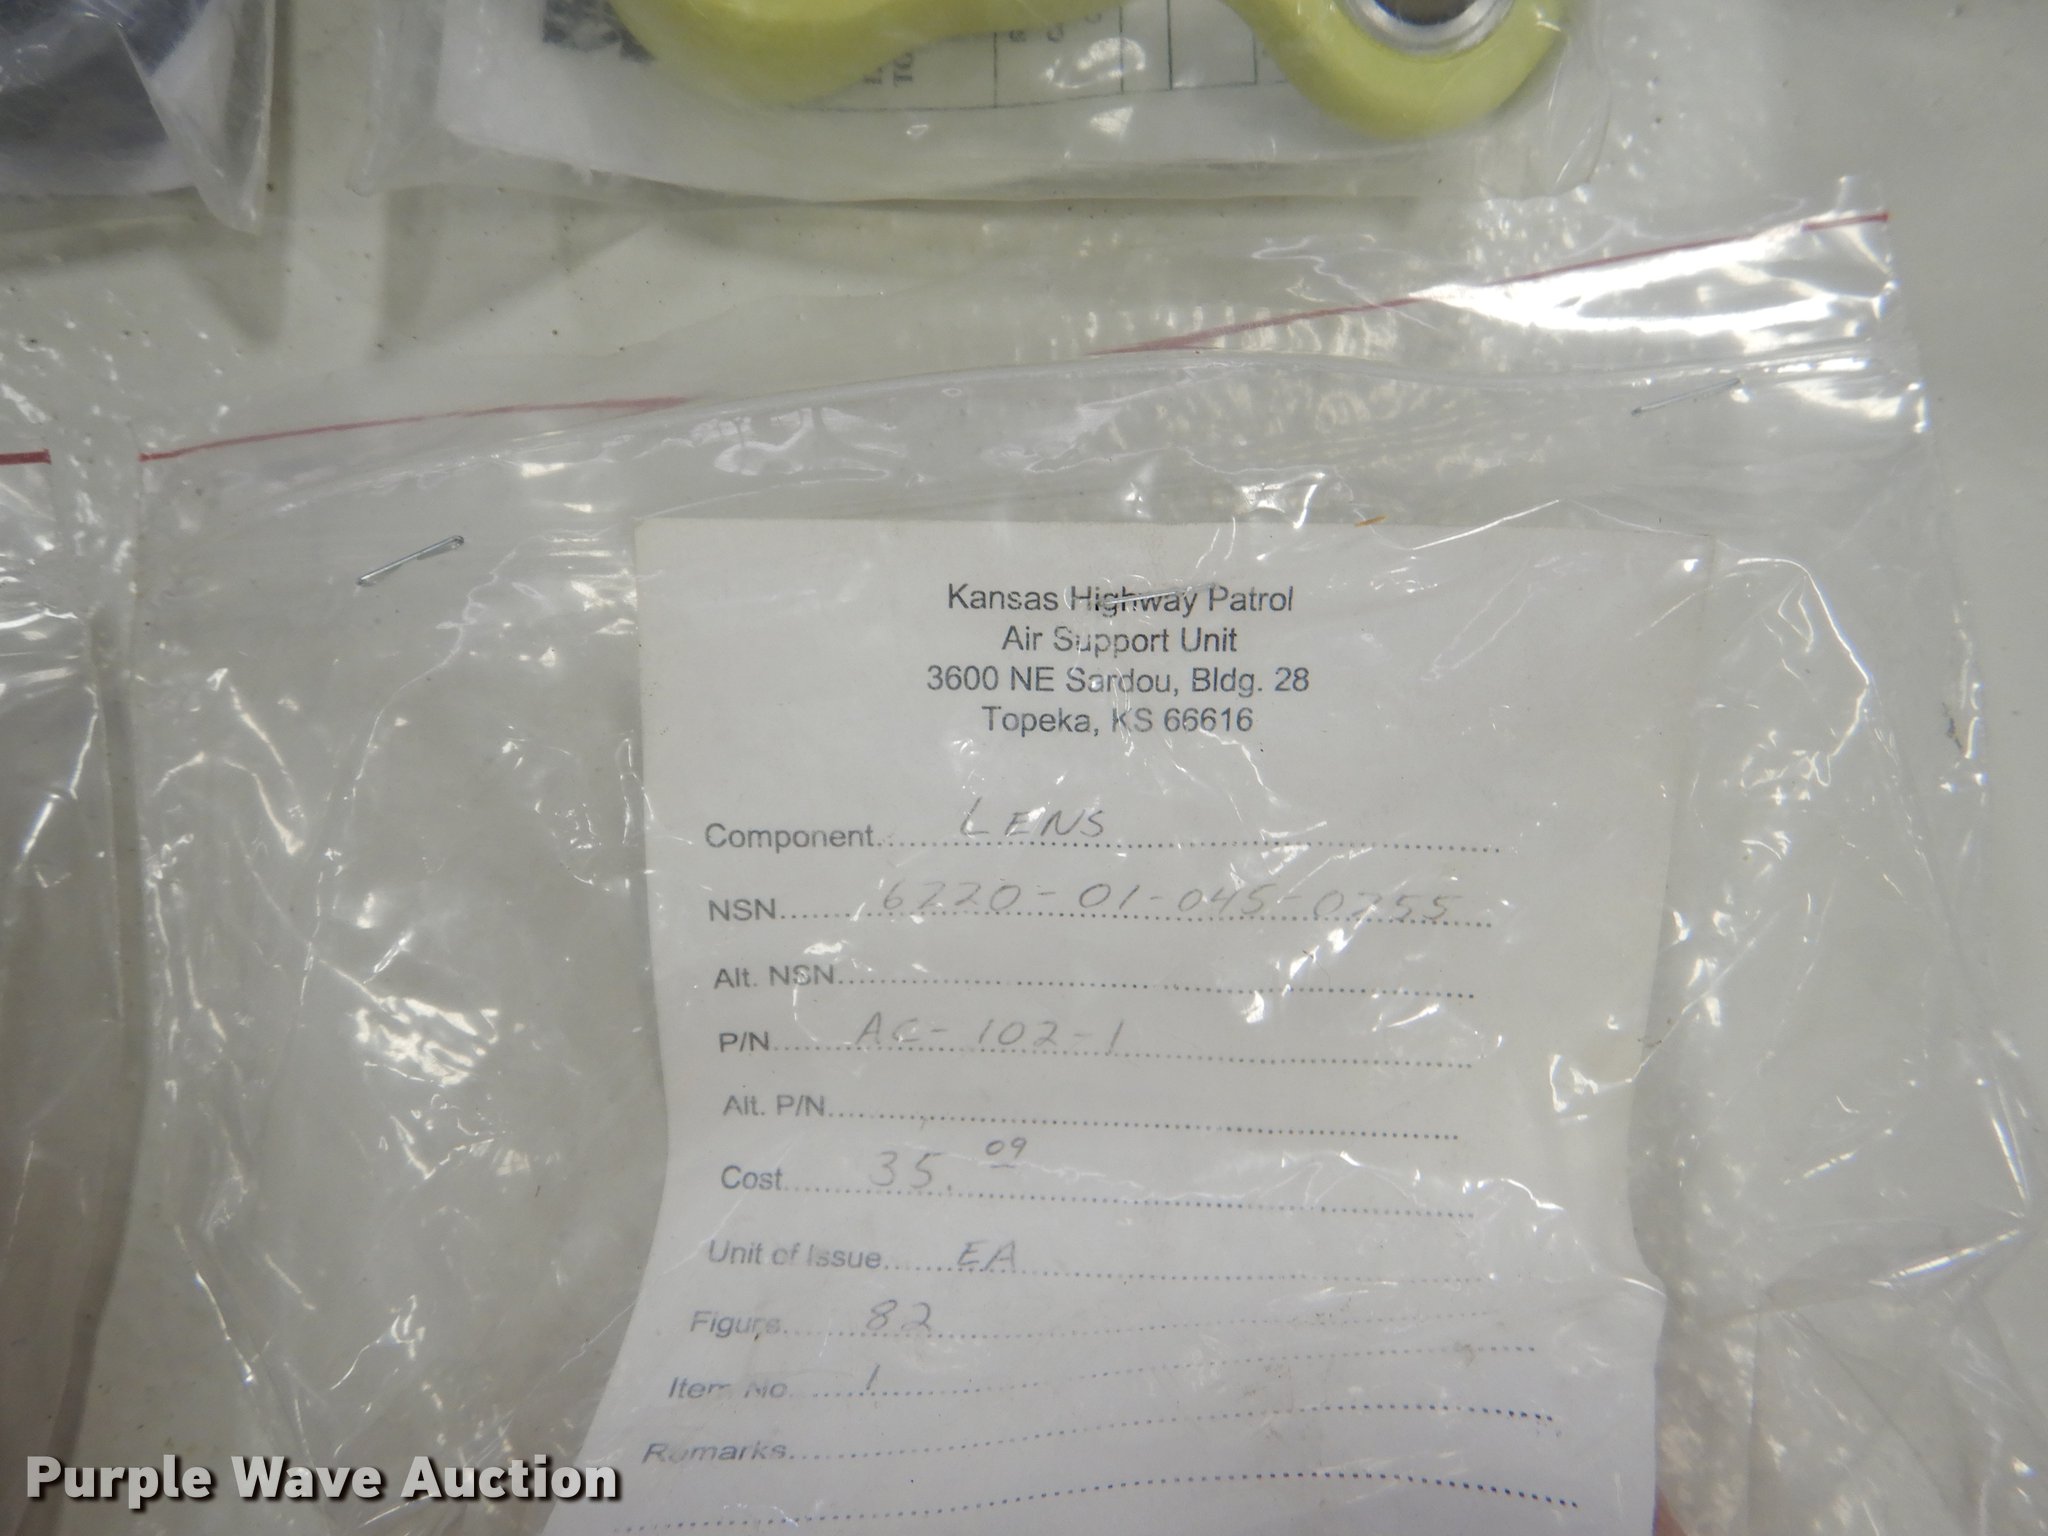 Kansas Highway Patrol
Air Support Unit
3600 NE Sardou, Bldg. 28
Topeka, KS 66616
Component LENS
NSN 6220-01-045-0255
Alt. NSN
P/N AC-102-1
Alt. P/N
Cost 35.09
Unit of Issue EA
Figure 82
Item No. 1
Remarks
Purple Wave Auction